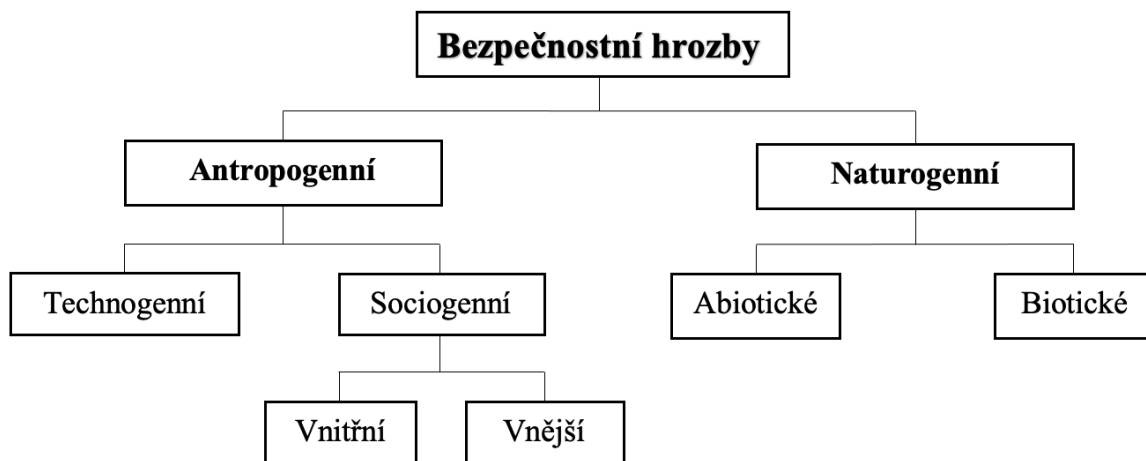 Bezpečnostní hrozby
Antropogenní
Naturogenní
Technogenní
Sociogenní
Abiotické
Biotické
Vnitřní
Vnější